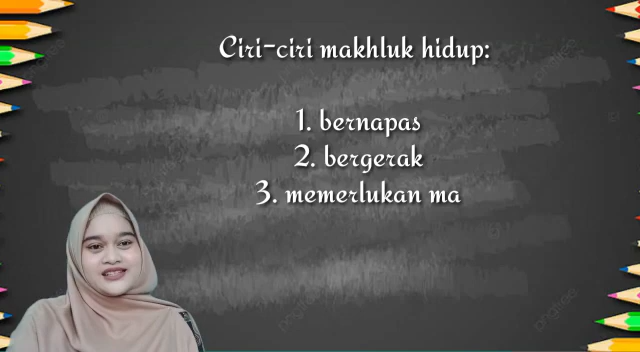 Ciri-ciri makhluk hidup:
1. bernapas
2. bergerak
3. memerlukan ma